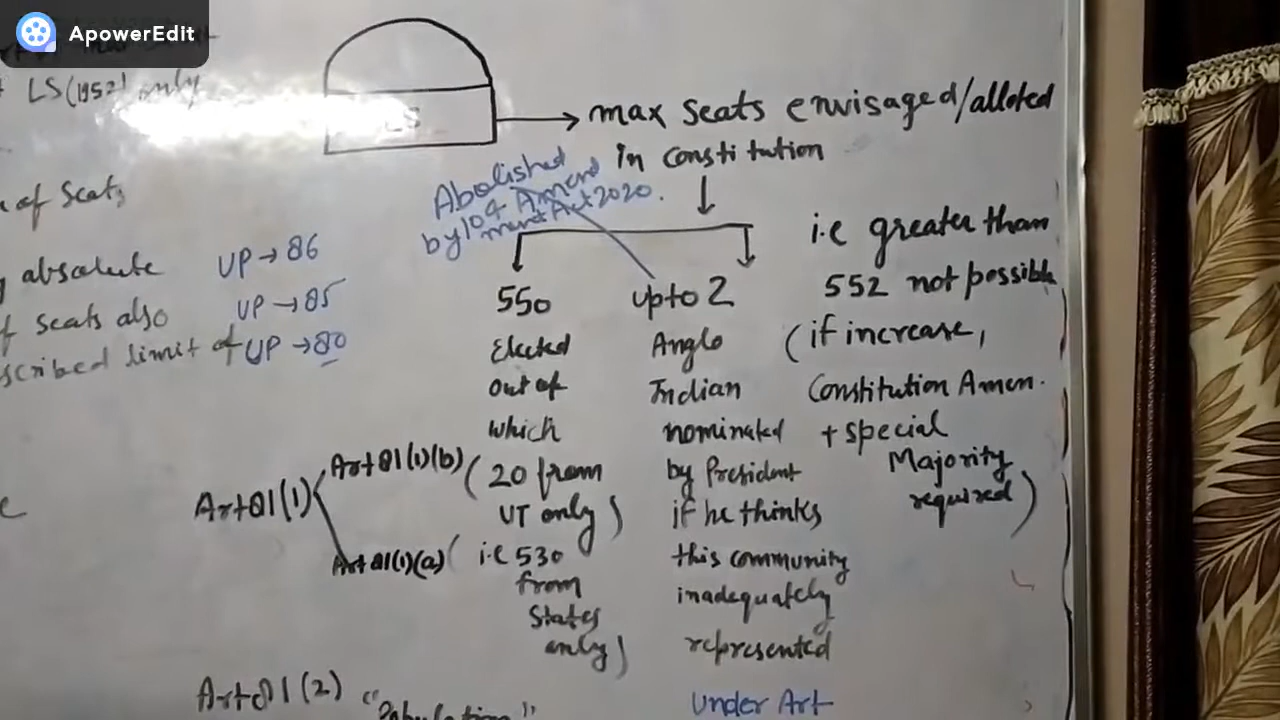 ApowerEdit
LS (1952) only
LS
max seats envisaged/alloted
in constitution
Abolished
by 104 Amend
ment Act 2020.
of Seats
absolute
seats also
scribed limit of
UP → 86
UP → 85
UP → 80
i.e greater than
552 not possible
(if increase,
Constitution Amen.
+ special
Majority
required)
550
Elected
out of
which
(20 from
UT only)
i.e 530
from
States
only)
upto 2
Anglo
Indian
nominated
by President
if he thinks
this community
inadequately
represented
under Art
Art 81(1)
Art 81(1)(b)
Art 81(1)(a)
Art 81(2)